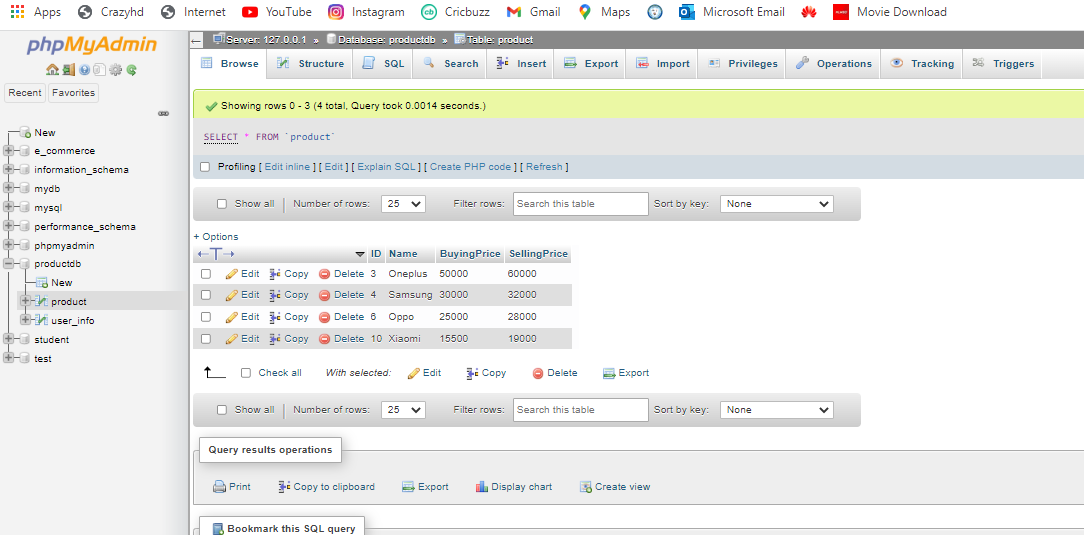 Apps Crazyhd Installing YouTube Instagram Cricbuzz Gmail Maps Microsoft Email Movie Download
phpMyAdmin
Recent Favorites
New
e_commerce
information_schema
mydb
mysql
performance_schema
phpmyadmin
productdb
New
product
user_info
student
test
Server: 127.0.0.1 » Database: productdb » Table: product
Browse Structure SQL Search Insert Export Import Privileges Operations Tracking Triggers
Showing rows 0 - 3 (4 total, Query took 0.0014 seconds.)
SELECT * FROM `product`
Profiling [ Edit inline ] [ Edit ] [ Explain SQL ] [ Create PHP code ] [ Refresh ]
Show all Number of rows: 25 Filter rows: Search this table Sort by key: None
+ Options
←T→ ID Name BuyingPrice SellingPrice
Edit Copy Delete 3 Oneplus 50000 60000
Edit Copy Delete 4 Samsung 30000 32000
Edit Copy Delete 6 Oppo 25000 28000
Edit Copy Delete 10 Xiaomi 15500 19000
Check all With selected: Edit Copy Delete Export
Show all Number of rows: 25 Filter rows: Search this table Sort by key: None
Query results operations
Print Copy to clipboard Export Display chart Create view
Bookmark this SQL query